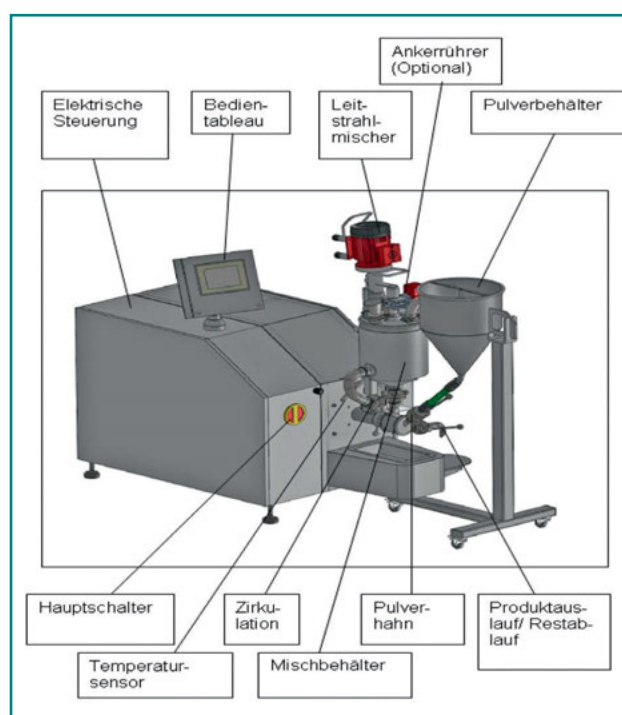 Ankerrührer
(Optional)
Elektrische
Steuerung
Bedien-
tableau
Leit-
strahl-
mischer
Pulverbehälter
Hauptschalter
Zirku-
lation
Pulver-
hahn
Produktaus-
lauf/ Restab-
lauf
Temperatur-
sensor
Mischbehälter